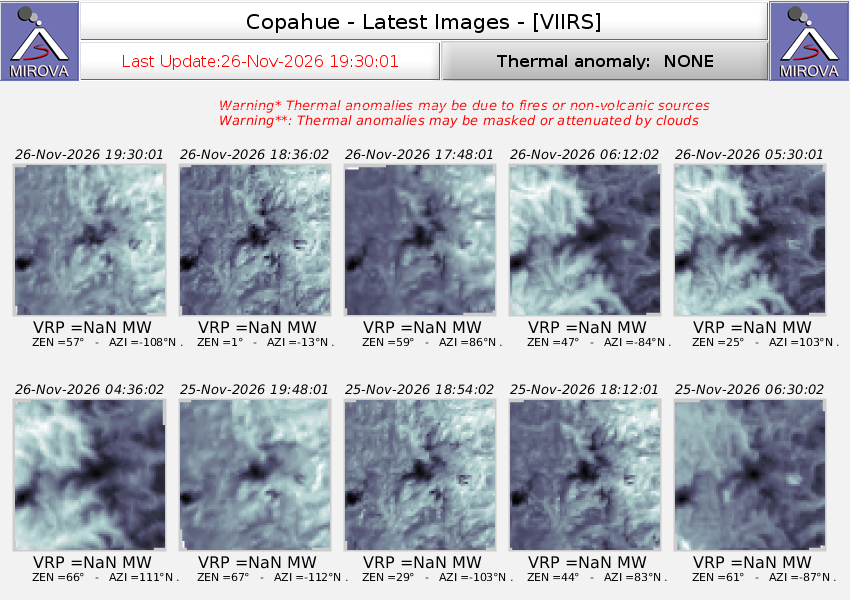 Copahue - Latest Images - [VIIRS]
MIROVA
Last Update:26-Nov-2026 19:30:01
Thermal anomaly: NONE
MIROVA
Warning* Thermal anomalies may be due to fires or non-volcanic sources
Warning**: Thermal anomalies may be masked or attenuated by clouds
26-Nov-2026 19:30:01
26-Nov-2026 18:36:02
26-Nov-2026 17:48:01
26-Nov-2026 06:12:02
26-Nov-2026 05:30:01
VRP =NaN MW
VRP =NaN MW
VRP =NaN MW
VRP =NaN MW
VRP =NaN MW
ZEN =57° - AZI =-108°N .
ZEN =1° - AZI =-13°N .
ZEN =59° - AZI =86°N .
ZEN =47° - AZI =-84°N .
ZEN =25° - AZI =103°N .
26-Nov-2026 04:36:02
25-Nov-2026 19:48:01
25-Nov-2026 18:54:02
25-Nov-2026 18:12:01
25-Nov-2026 06:30:02
VRP =NaN MW
VRP =NaN MW
VRP =NaN MW
VRP =NaN MW
VRP =NaN MW
ZEN =66° - AZI =111°N .
ZEN =67° - AZI =-112°N .
ZEN =29° - AZI =-103°N .
ZEN =44° - AZI =83°N .
ZEN =61° - AZI =-87°N .